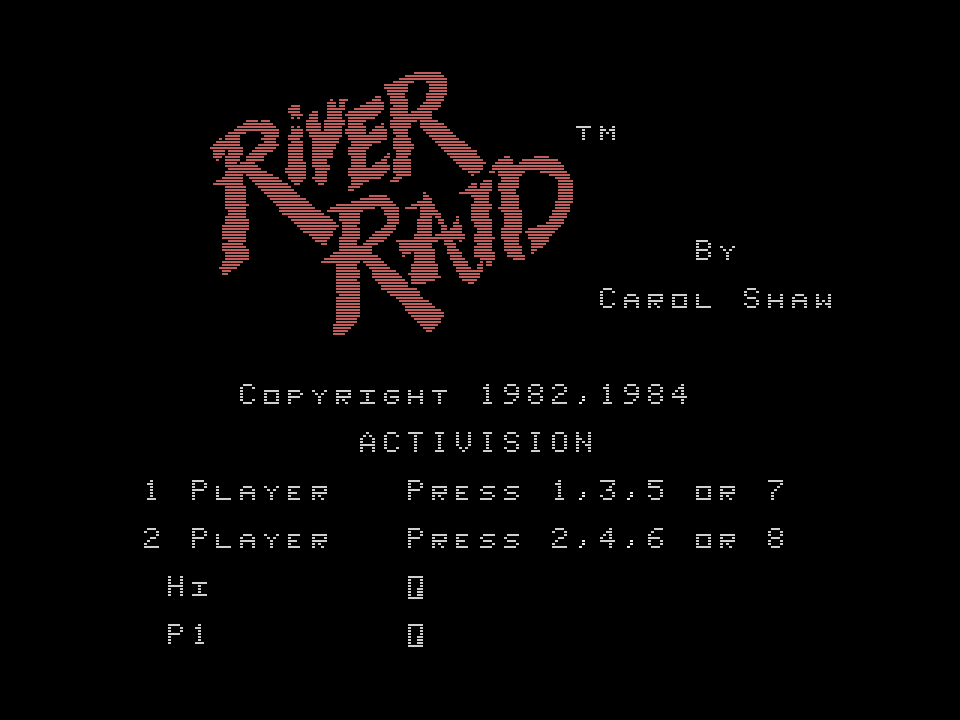 RiVER
RAID
TM
By
Carol Shaw
Copyright 1982,1984
ACTIVISION
1 Player Press 1,3,5 or 7
2 Player Press 2,4,6 or 8
Hi 0
P1 0